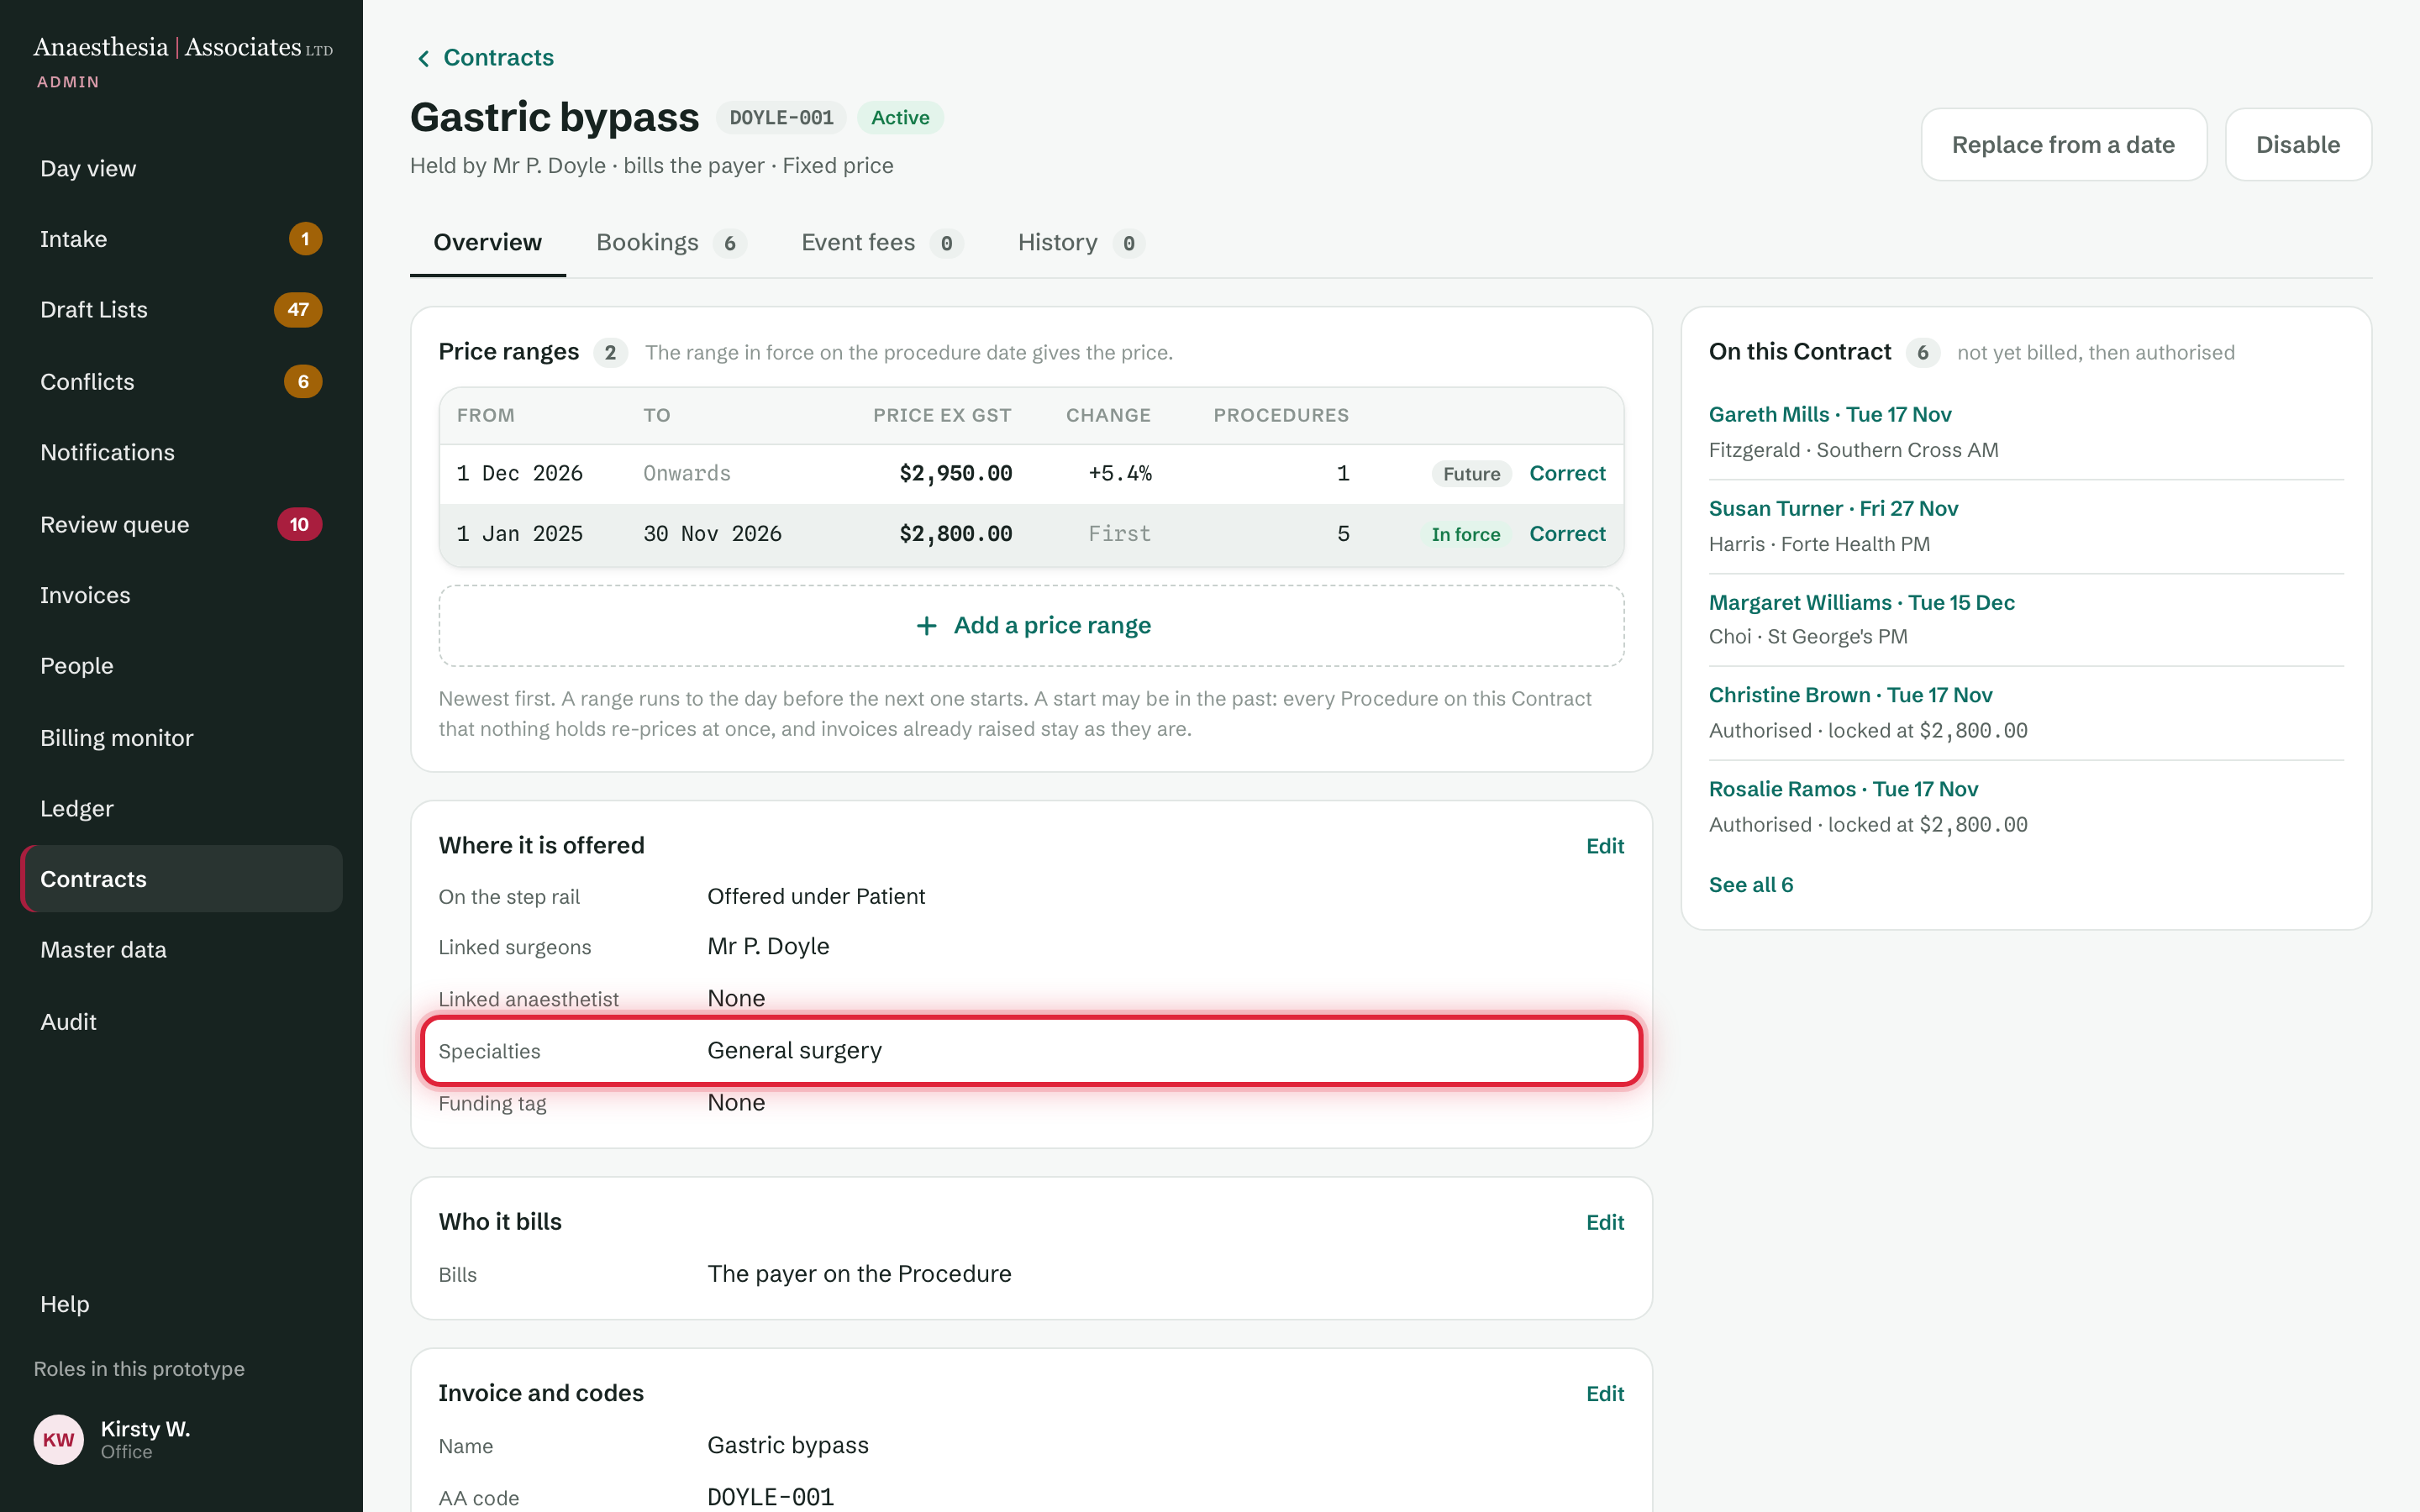 Anaesthesia | Associates LTD
ADMIN
Day view
Intake 1
Draft Lists 47
Conflicts 6
Notifications
Review queue 10
Invoices
People
Billing monitor
Ledger
Contracts
Master data
Audit
Help
Roles in this prototype
KW Kirsty W.
Office
Contracts
Gastric bypass DOYLE-001 Active
Held by Mr P. Doyle · bills the payer · Fixed price
Replace from a date Disable
Overview Bookings 6 Event fees 0 History 0
Price ranges 2 The range in force on the procedure date gives the price.
FROM TO PRICE EX GST CHANGE PROCEDURES
1 Dec 2026 Onwards $2,950.00 +5.4% 1 Future Correct
1 Jan 2025 30 Nov 2026 $2,800.00 First 5 In force Correct
+ Add a price range
Newest first. A range runs to the day before the next one starts. A start may be in the past: every Procedure on this Contract
that nothing holds re-prices at once, and invoices already raised stay as they are.
Where it is offered Edit
On the step rail Offered under Patient
Linked surgeons Mr P. Doyle
Linked anaesthetist None
Specialties General surgery
Funding tag None
Who it bills Edit
Bills The payer on the Procedure
Invoice and codes Edit
Name Gastric bypass
AA code DOYLE-001
On this Contract 6 not yet billed, then authorised
Gareth Mills · Tue 17 Nov
Fitzgerald · Southern Cross AM
Susan Turner · Fri 27 Nov
Harris · Forte Health PM
Margaret Williams · Tue 15 Dec
Choi · St George's PM
Christine Brown · Tue 17 Nov
Authorised · locked at $2,800.00
Rosalie Ramos · Tue 17 Nov
Authorised · locked at $2,800.00
See all 6